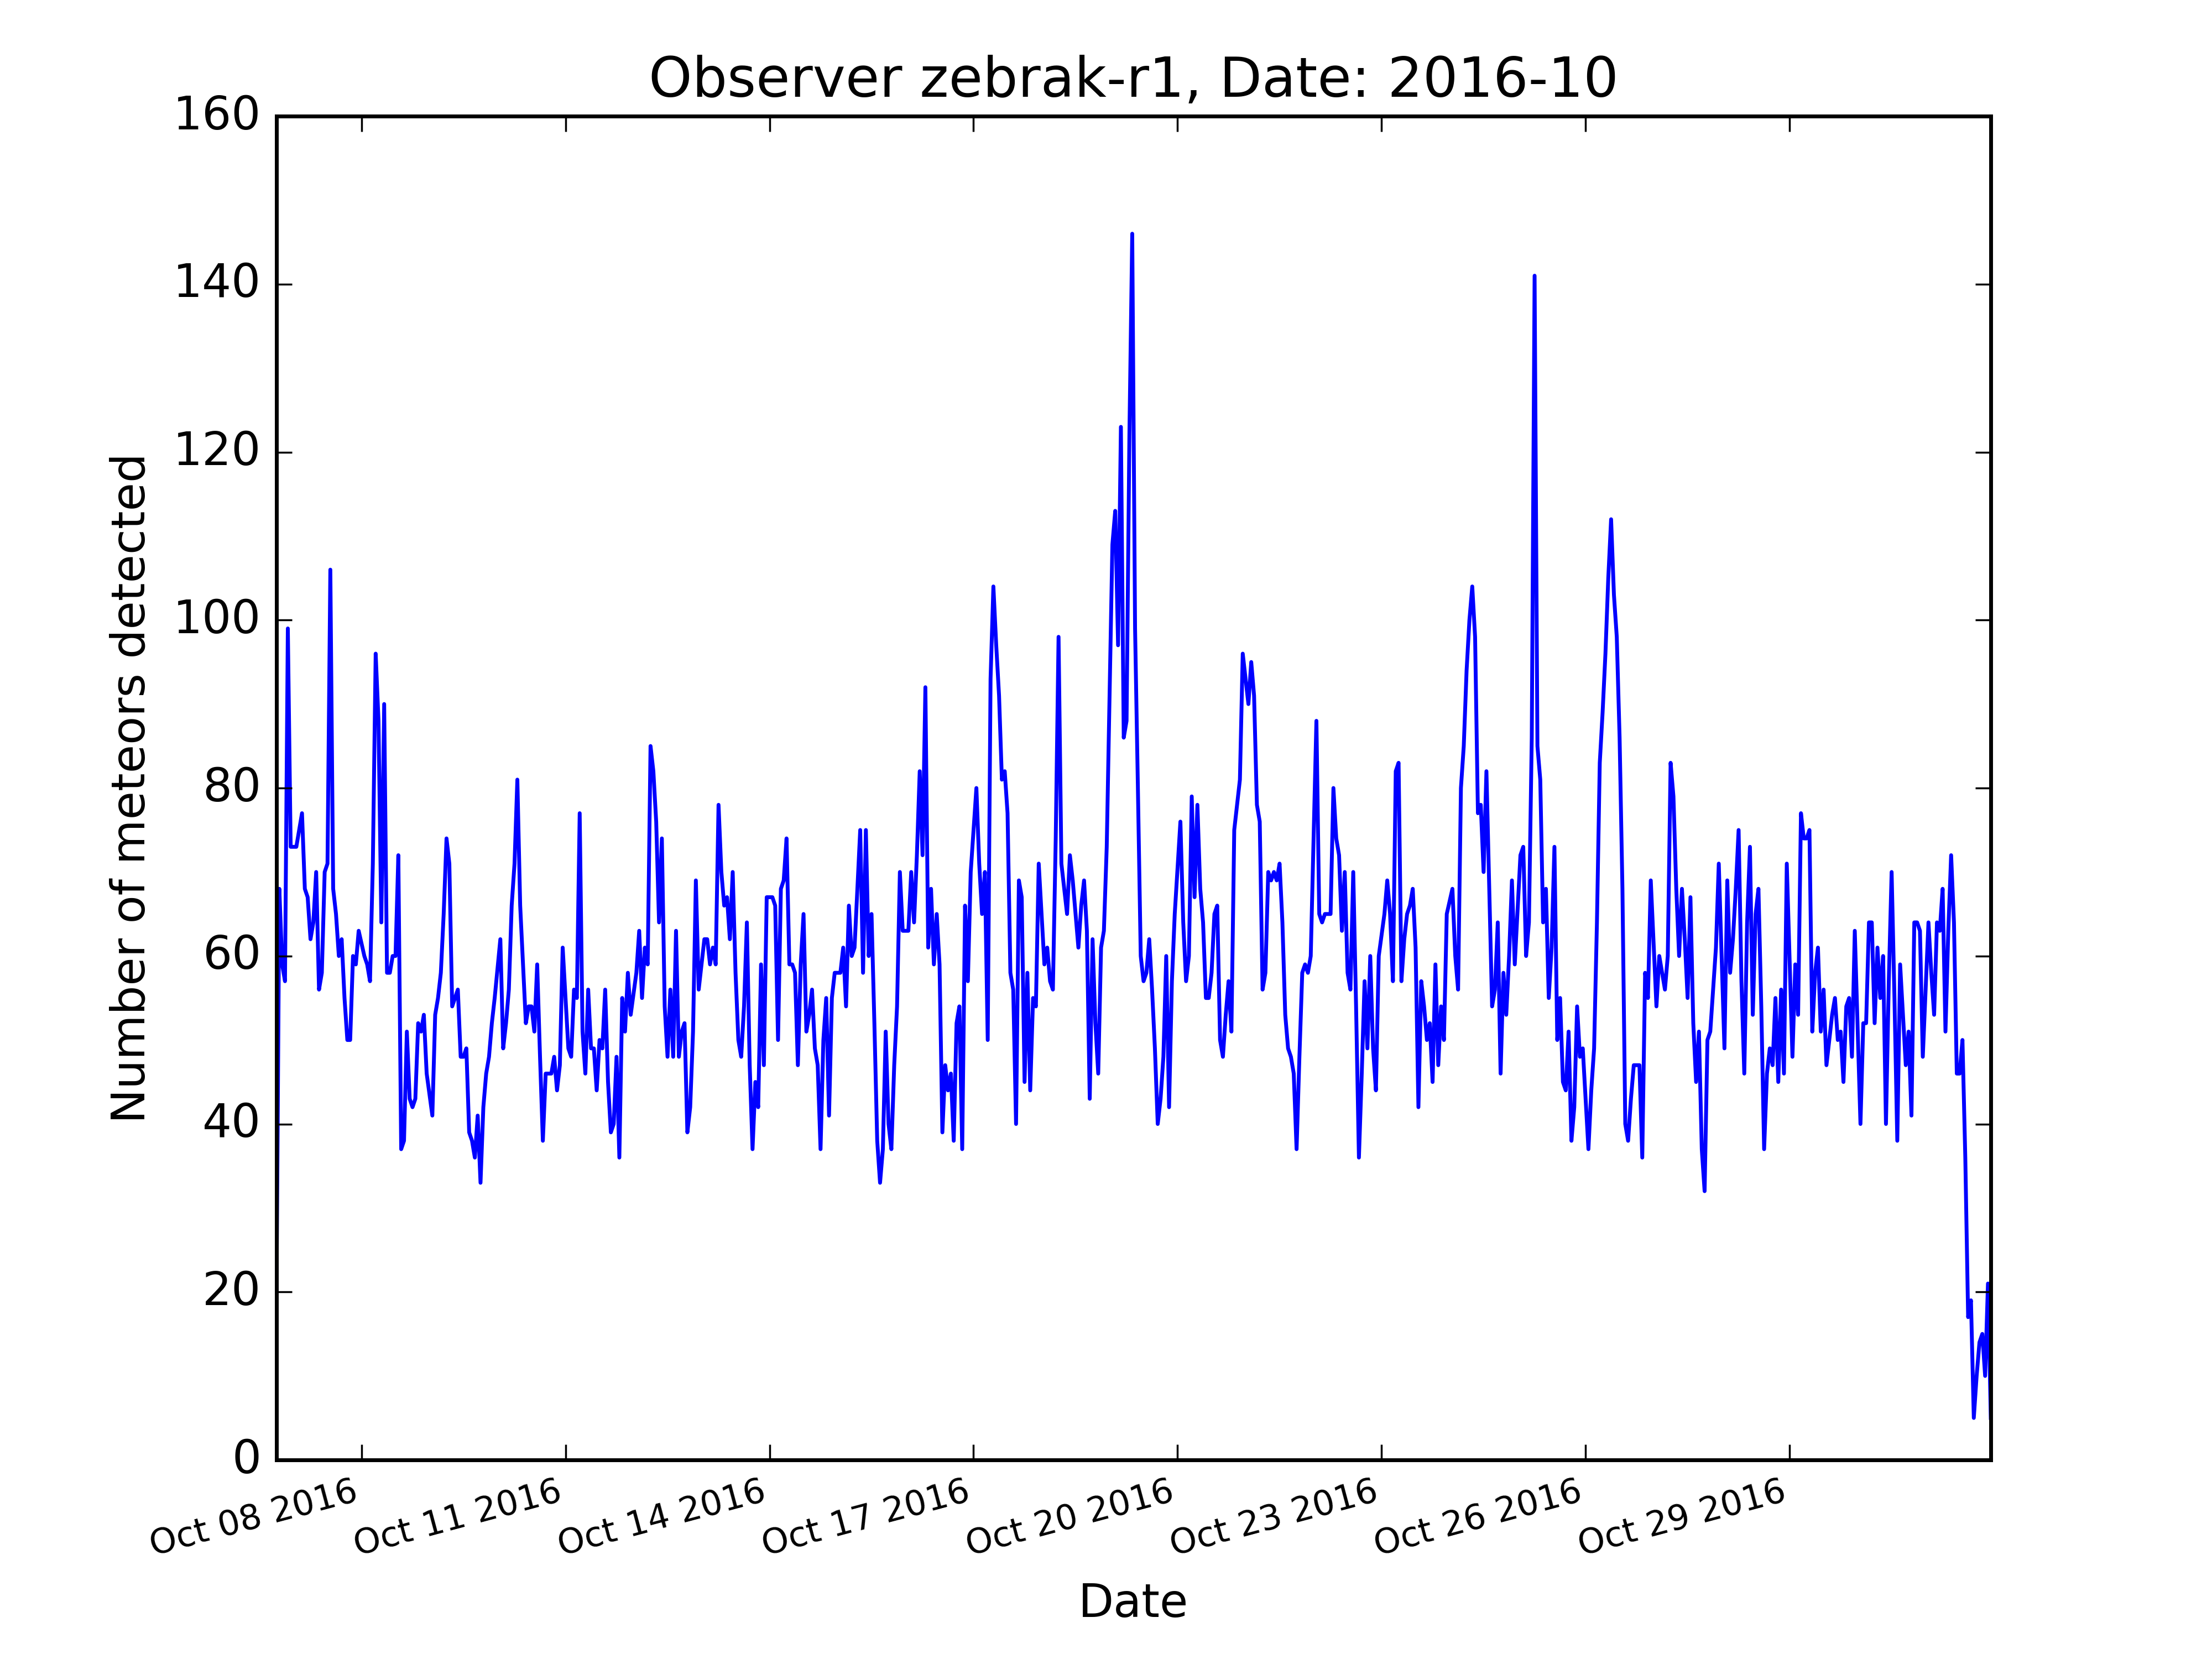 Observer zebrak-r1, Date: 2016-10
160
140
120
100
80
60
40
20
0
Number of meteors detected
Oct 08 2016
Oct 11 2016
Oct 14 2016
Oct 17 2016
Oct 20 2016
Oct 23 2016
Oct 26 2016
Oct 29 2016
Date